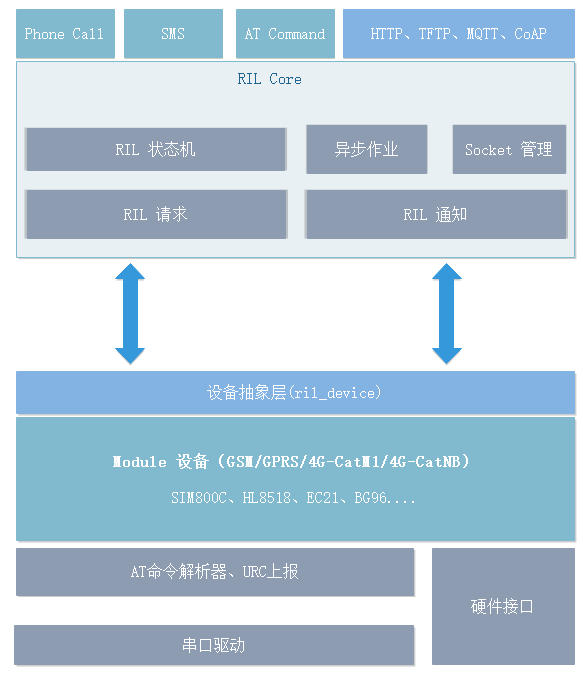 Phone Call
SMS
AT Command
HTTP、TFTP、MQTT、CoAP
RIL Core
RIL 状态机
异步作业
Socket 管理
RIL 请求
RIL 通知
设备抽象层(ril_device)
Module 设备（GSM/GPRS/4G-CatM1/4G-CatNB）
SIM800C、HL8518、EC21、BG96....
AT命令解析器、URC上报
硬件接口
串口驱动